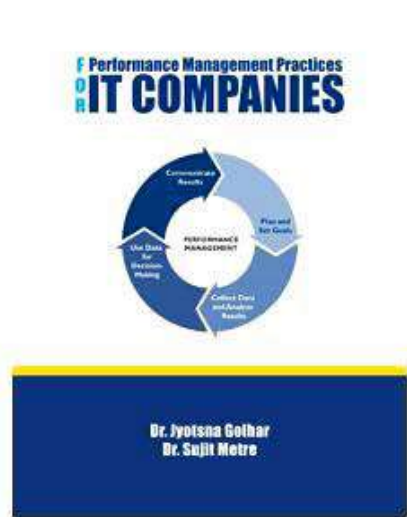 Performance Management Practices
FOR
IT COMPANIES
Communicate
Results
Plan and
Set Goals
PERFORMANCE
MANAGEMENT
Use Data
for
Decision-
Making
Collect Data
and Analyze
Results
Dr. Jyotsna Golhar
Dr. Sujit Metre